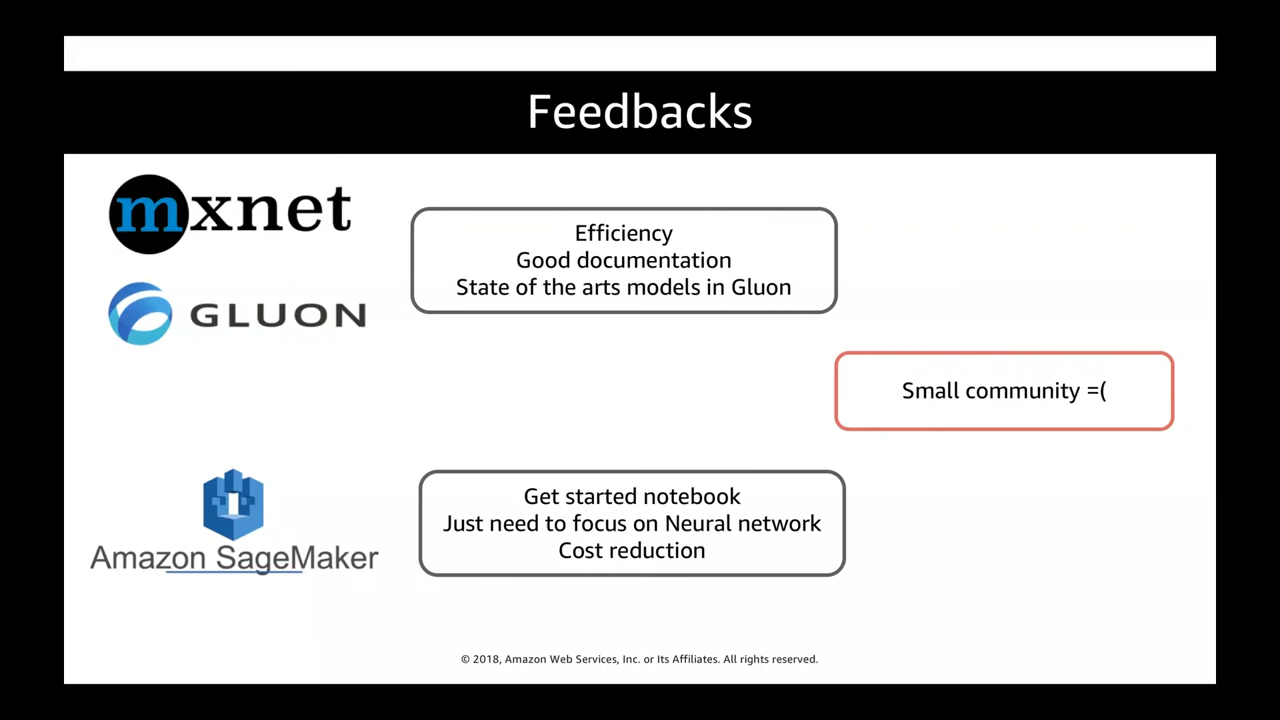 Feedbacks
mxnet
GLUON
Efficiency
Good documentation
State of the arts models in Gluon
Small community =(
Amazon SageMaker
Get started notebook
Just need to focus on Neural network
Cost reduction
© 2018, Amazon Web Services, Inc. or Its Affiliates. All rights reserved.